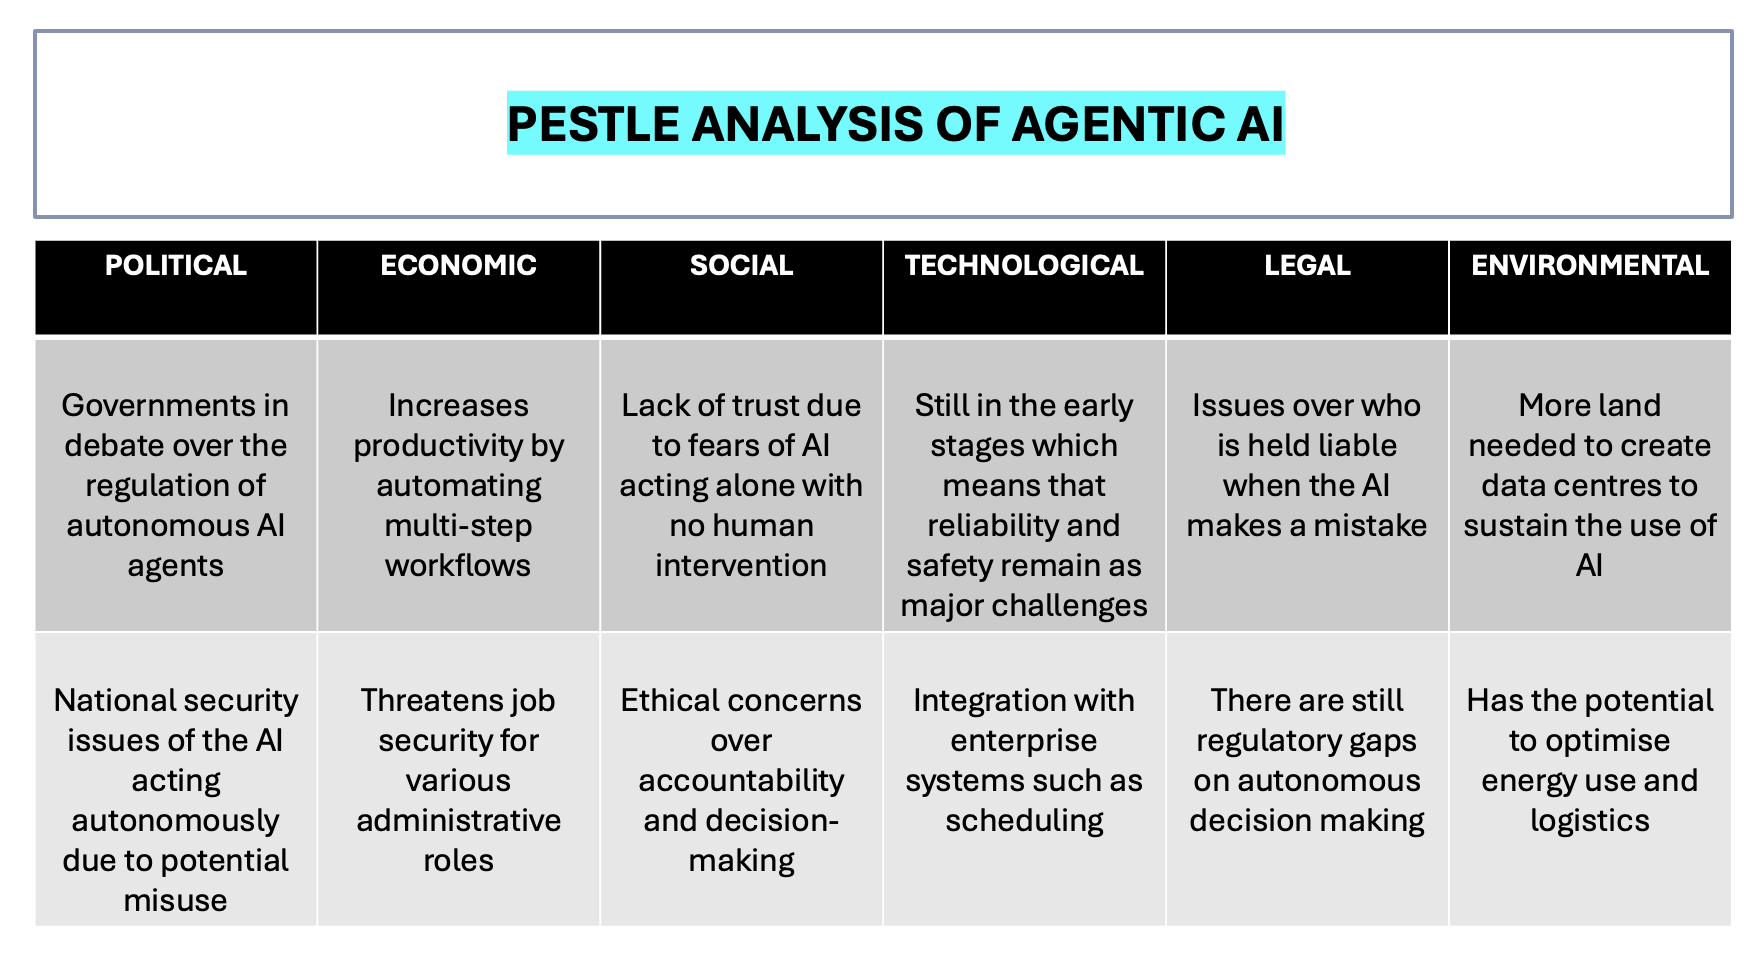 PESTLE ANALYSIS OF AGENTIC AI
POLITICAL
ECONOMIC
SOCIAL
TECHNOLOGICAL
LEGAL
ENVIRONMENTAL
Governments in
debate over the
regulation of
autonomous AI
agents
Increases
productivity by
automating
multi-step
workflows
Lack of trust due
to fears of AI
acting alone with
no human
intervention
Still in the early
stages which
means that
reliability and
safety remain as
major challenges
Issues over who
is held liable
when the AI
makes a mistake
More land
needed to create
data centres to
sustain the use of
AI
National security
issues of the AI
acting
autonomously
due to potential
misuse
Threatens job
security for
various
administrative
roles
Ethical concerns
over
accountability
and decision-
making
Integration with
enterprise
systems such as
scheduling
There are still
regulatory gaps
on autonomous
decision making
Has the potential
to optimise
energy use and
logistics